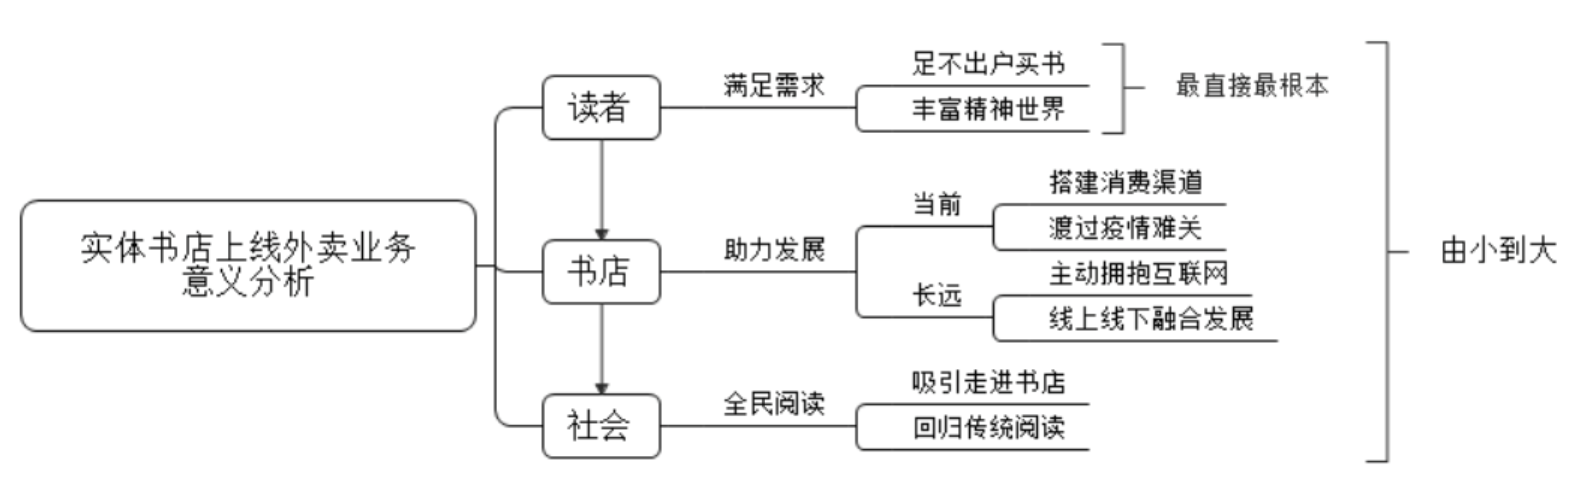 实体书店上线外卖业务
意义分析
读者
满足需求
足不出户买书
丰富精神世界
最直接最根本
书店
助力发展
当前
搭建消费渠道
渡过疫情难关
长远
主动拥抱互联网
线上线下融合发展
社会
全民阅读
吸引走进书店
回归传统阅读
由小到大